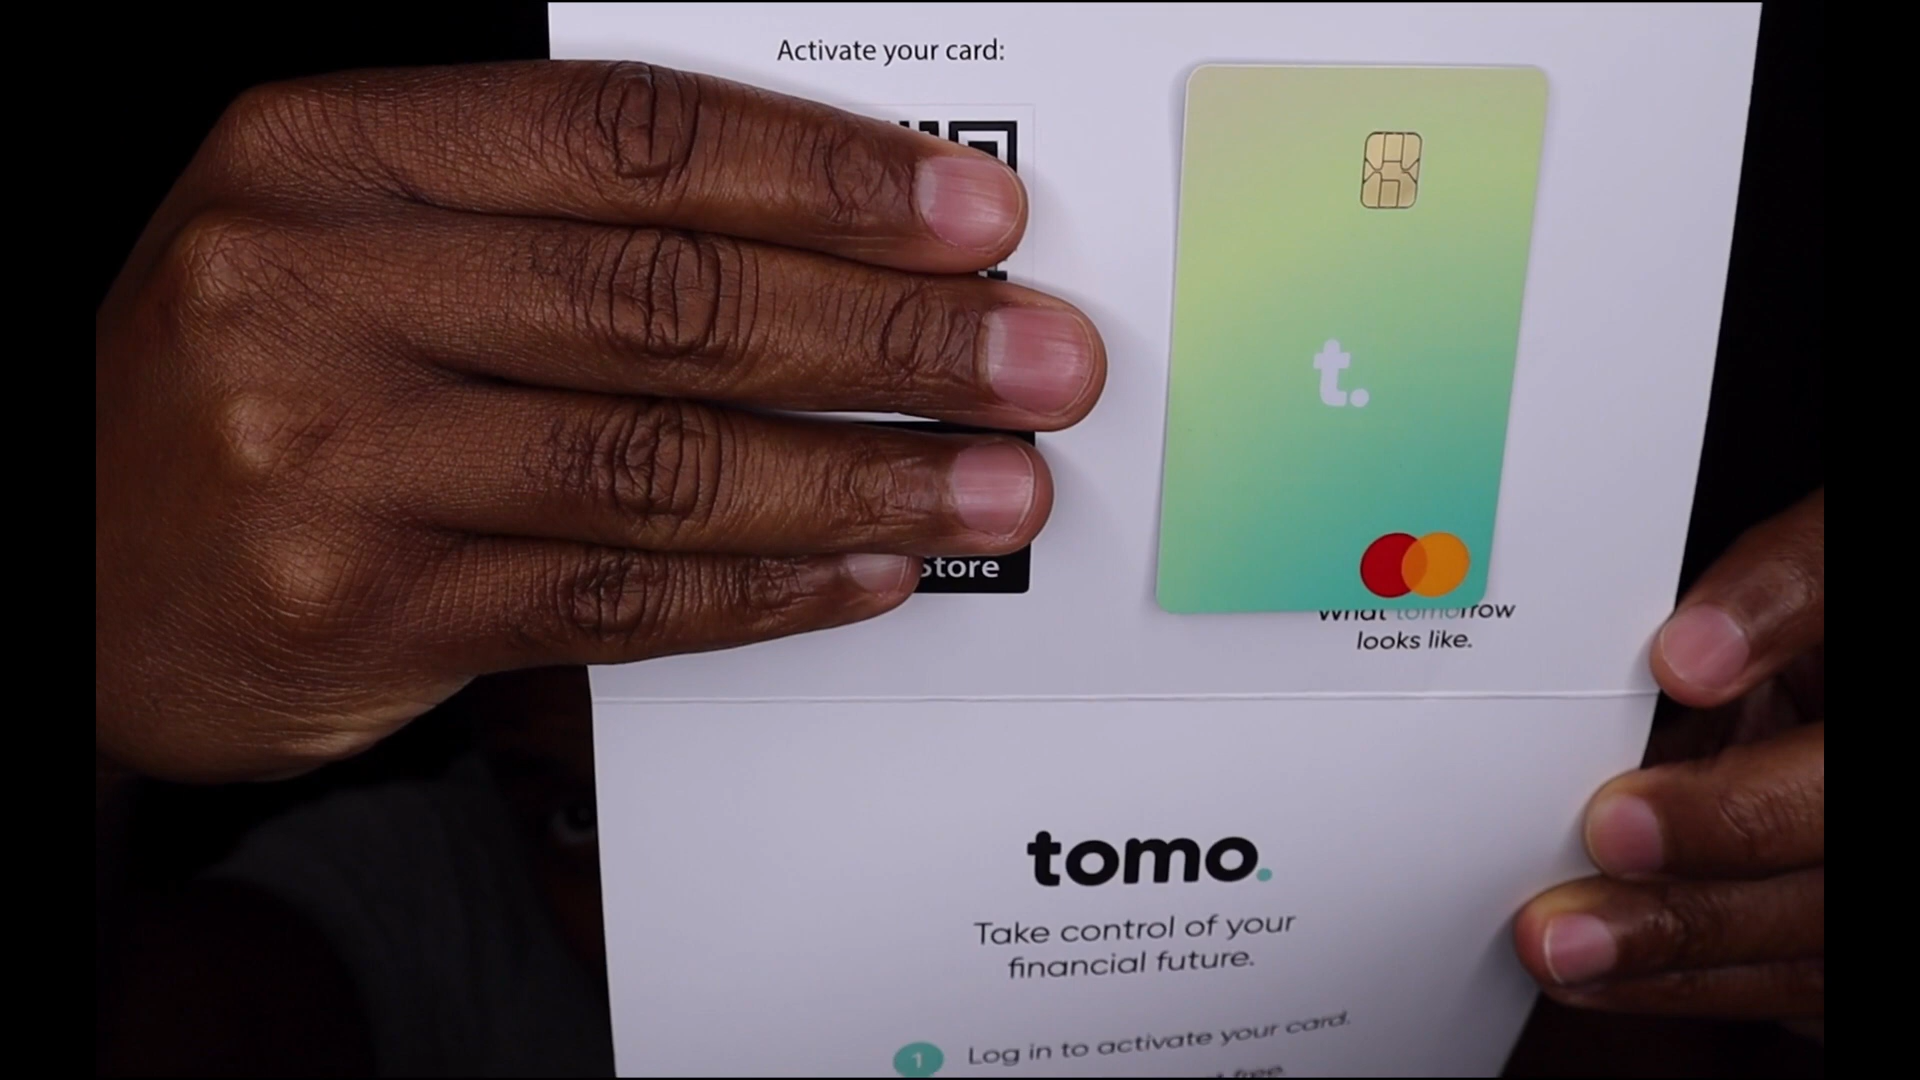 Activate your card:
Store
t.
What tomorrow
looks like.
tomo.
Take control of your
financial future.
1 Log in to activate your card.
free